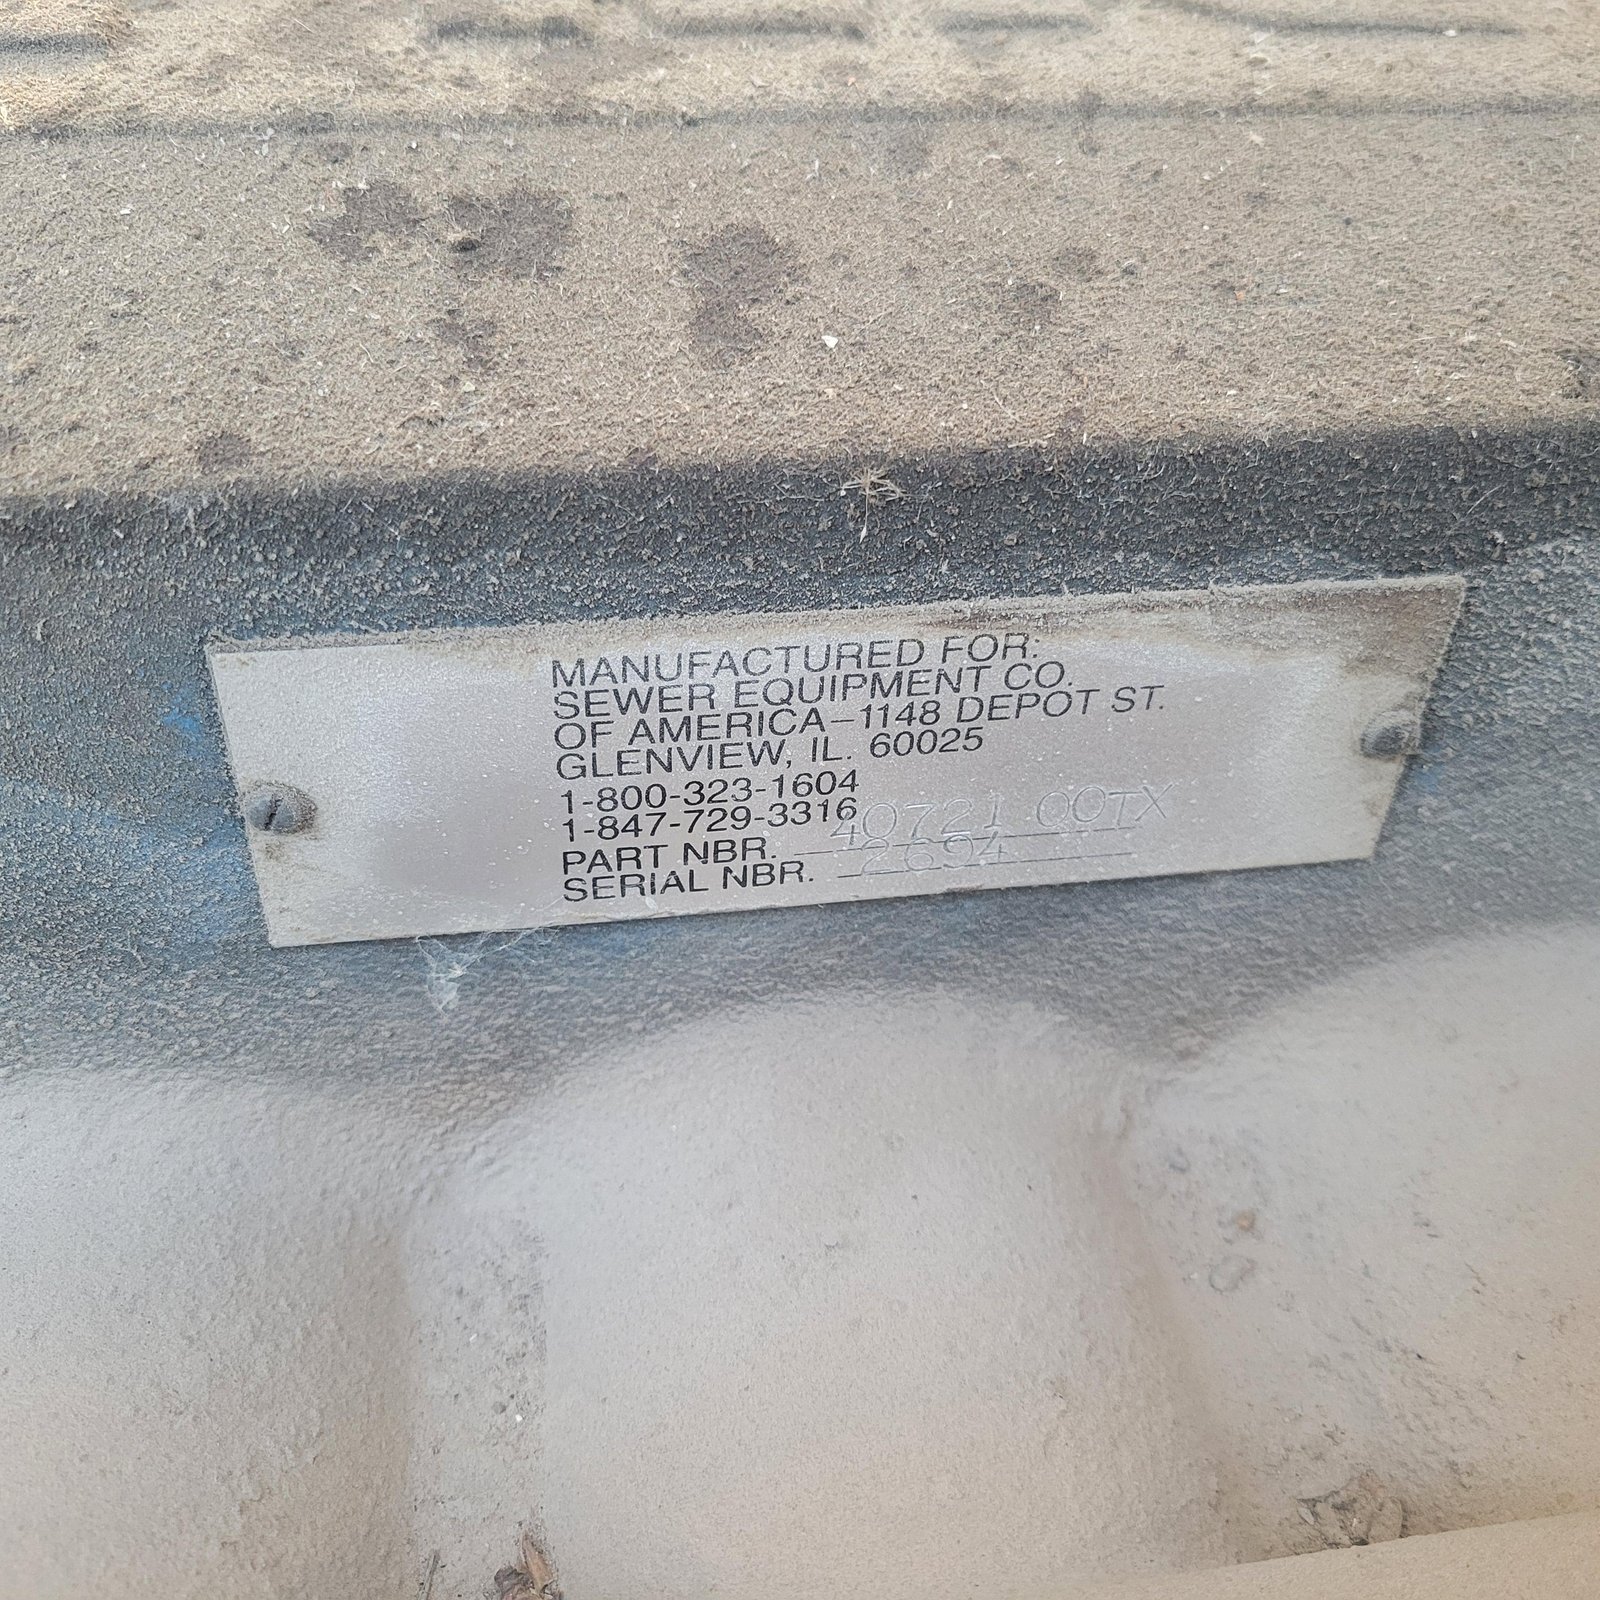 MANUFACTURED FOR:
SEWER EQUIPMENT CO.
OF AMERICA-1148 DEPOT ST.
GLENVIEW, IL. 60025
1-800-323-1604
1-847-729-3316
PART NBR. 40721 00TX
SERIAL NBR. 2694